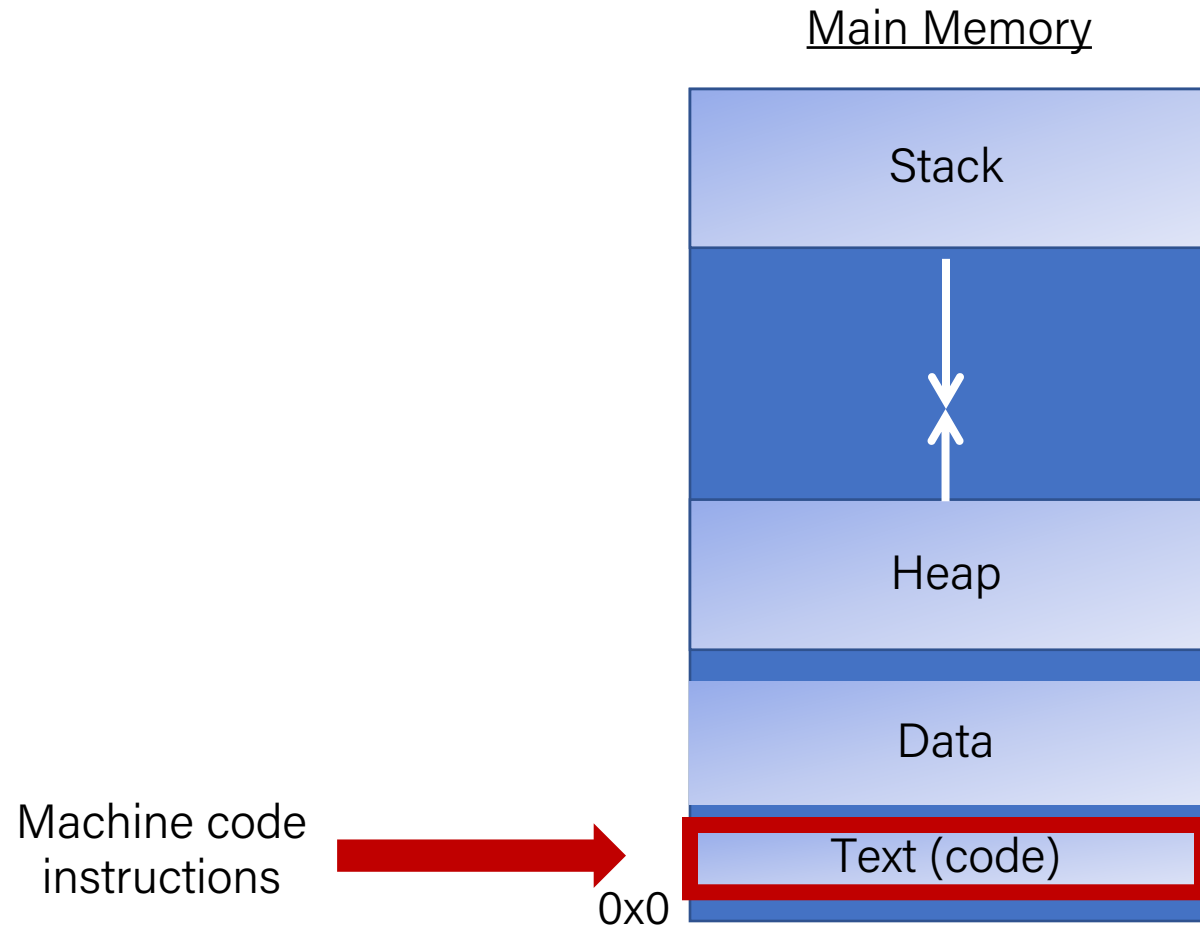 Main Memory
Stack
Heap
Data
Machine code
instructions
Text (code)
0x0